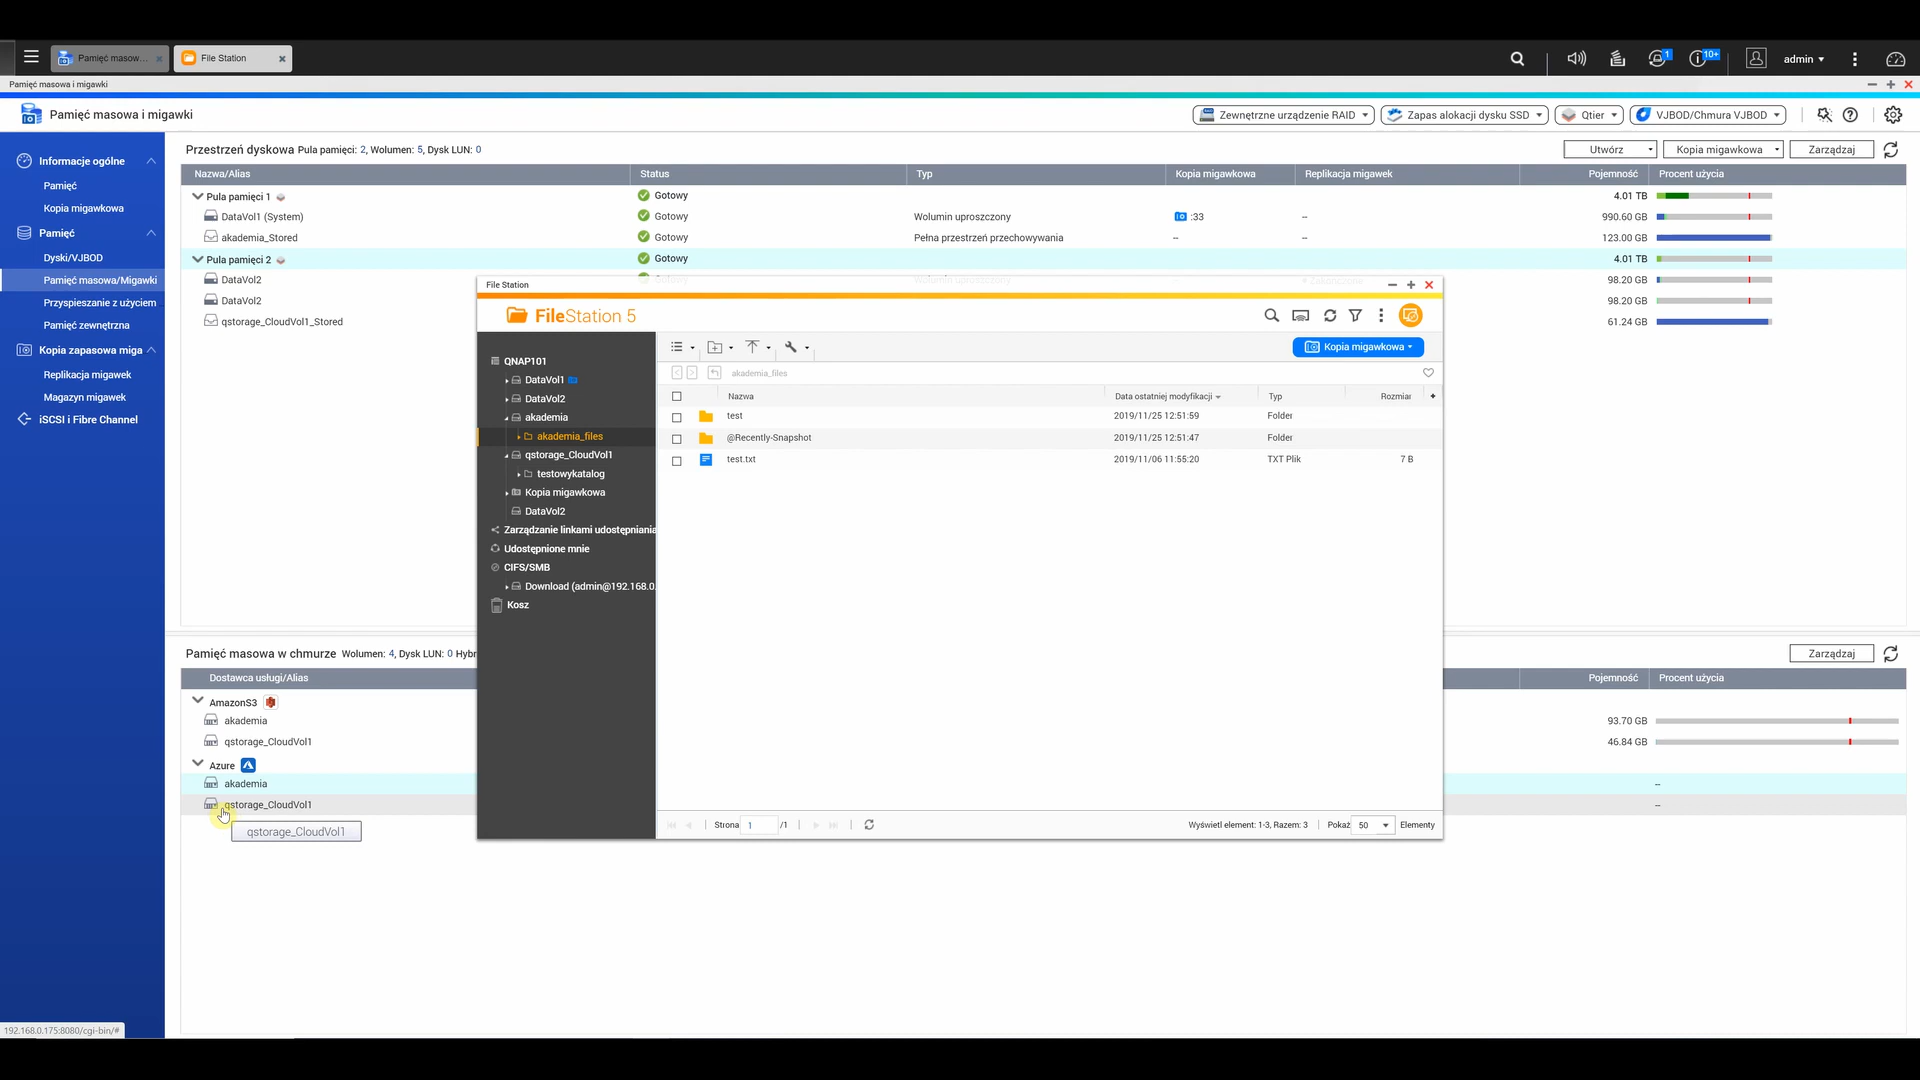 Pamięć masow...
File Station
1
10+
admin
Pamięć masowa i migawki
Pamięć masowa i migawki
Zewnętrzne urządzenie RAID
Zapas alokacji dysku SSD
Qtier
VJBOD/Chmura VJBOD
Informacje ogólne
Pamięć
Kopia migawkowa
Pamięć
Dyski/VJBOD
Pamięć masowa/Migawki
Przyspieszanie z użyciem
Pamięć zewnętrzna
Kopia zapasowa miga
Replikacja migawek
Magazyn migawek
iSCSI i Fibre Channel
Przestrzeń dyskowa Pula pamięci: 2, Wolumen: 5, Dysk LUN: 0
Utwórz
Kopia migawkowa
Zarządzaj
Nazwa/Alias Status Typ Kopia migawkowa Replikacja migawek Pojemność Procent użycia
Pula pamięci 1 Gotowy 4.01 TB
DataVol1 (System) Gotowy Wolumin uproszczony :33 -- 990.60 GB
akademia_Stored Gotowy Pełna przestrzeń przechowywania -- -- 123.00 GB
Pula pamięci 2 Gotowy 4.01 TB
DataVol2 98.20 GB
DataVol2 98.20 GB
qstorage_CloudVol1_Stored 61.24 GB
File Station
FileStation 5
QNAP101
DataVol1
DataVol2
akademia
akademia_files
qstorage_CloudVol1
testowykatalog
Kopia migawkowa
DataVol2
Zarządzanie linkami udostępniania
Udostępnione mnie
CIFS/SMB
Download (admin@192.168.0.
Kosz
Kopia migawkowa
akademia_files
Nazwa Data ostatniej modyfikacji Typ Rozmiar
test 2019/11/25 12:51:59 Folder
@Recently-Snapshot 2019/11/25 12:51:47 Folder
test.txt 2019/11/06 11:55:20 TXT Plik 7 B
Strona 1 /1
Wyświetl element: 1-3, Razem: 3
Pokaż 50 Elementy
Pamięć masowa w chmurze Wolumen: 4, Dysk LUN: 0 Hybr
Zarządzaj
Dostawca usługi/Alias Pojemność Procent użycia
AmazonS3
akademia 93.70 GB
qstorage_CloudVol1 46.84 GB
Azure
akademia --
qstorage_CloudVol1 --
qstorage_CloudVol1
192.168.0.175:8080/cgi-bin/#